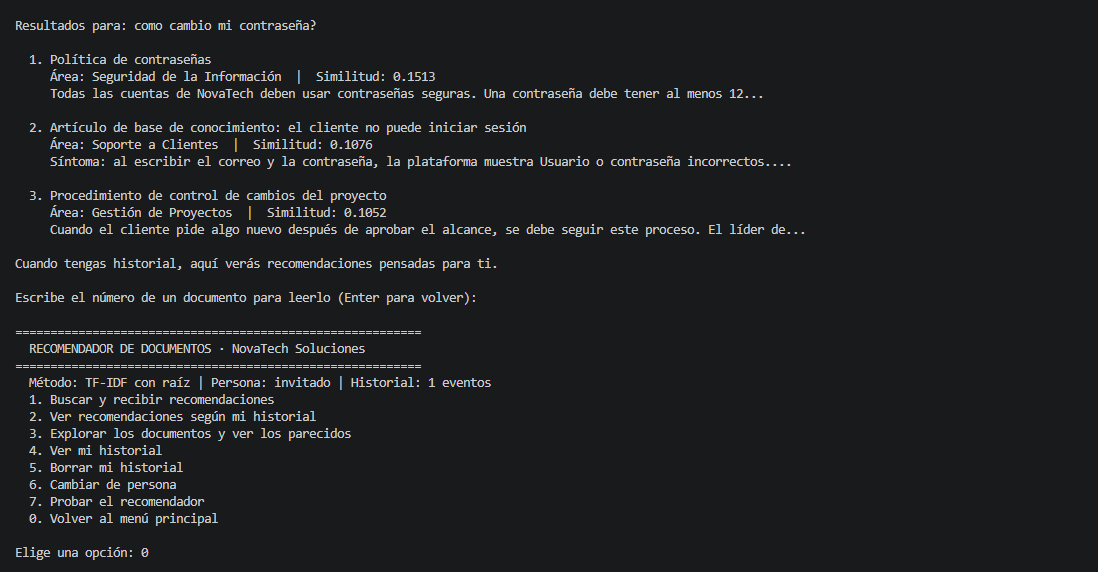 Resultados para: como cambio mi contraseña?
1. Política de contraseñas
Área: Seguridad de la Información | Similitud: 0.1513
Todas las cuentas de NovaTech deben usar contraseñas seguras. Una contraseña debe tener al menos 12...
2. Artículo de base de conocimiento: el cliente no puede iniciar sesión
Área: Soporte a Clientes | Similitud: 0.1076
Síntoma: al escribir el correo y la contraseña, la plataforma muestra Usuario o contraseña incorrectos....
3. Procedimiento de control de cambios del proyecto
Área: Gestión de Proyectos | Similitud: 0.1052
Cuando el cliente pide algo nuevo después de aprobar el alcance, se debe seguir este proceso. El líder de...
Cuando tengas historial, aquí verás recomendaciones pensadas para ti.
Escribe el número de un documento para leerlo (Enter para volver):
==========================================================
RECOMENDADOR DE DOCUMENTOS · NovaTech Soluciones
==========================================================
Método: TF-IDF con raíz | Persona: invitado | Historial: 1 eventos
1. Buscar y recibir recomendaciones
2. Ver recomendaciones según mi historial
3. Explorar los documentos y ver los parecidos
4. Ver mi historial
5. Borrar mi historial
6. Cambiar de persona
7. Probar el recomendador
0. Volver al menú principal
Elige una opción: 0